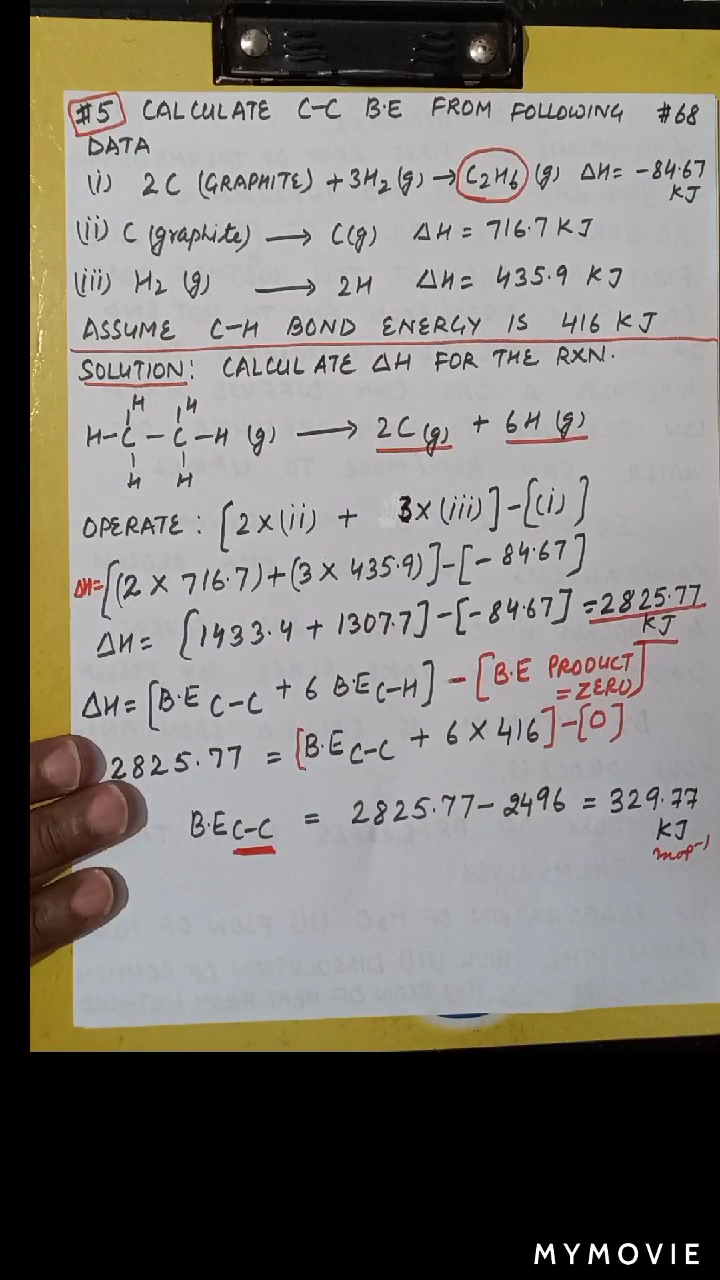 #5 CALCULATE C-C B.E FROM FOLLOWING #68
DATA
(i) 2C (GRAPHITE) + 3H₂ (g) → C₂H₆ (g) ΔH = -84.67
KJ
(ii) C (graphite) → C(g) ΔH = 716.7 KJ
(iii) H₂ (g) → 2H ΔH = 435.9 KJ
ASSUME C-H BOND ENERGY IS 416 KJ
SOLUTION: CALCULATE ΔH FOR THE RXN.
H H
H-C-C-H (g) → 2C(g) + 6H(g)
H H
OPERATE: [2×(ii) + 3×(iii)]-[(i)]
ΔH=[(2 × 716.7)+(3 × 435.9)]-[-84.67]
ΔH= [1433.4 + 1307.7]-[-84.67]=2825.77
KJ
ΔH=[B.E C-C + 6 B.E C-H] - [B.E PRODUCT
=ZERO]
2825.77 = [B.E C-C + 6×416]-[0]
B.E C-C = 2825.77-2496 = 329.77
KJ
mol⁻¹
MYMOVIE